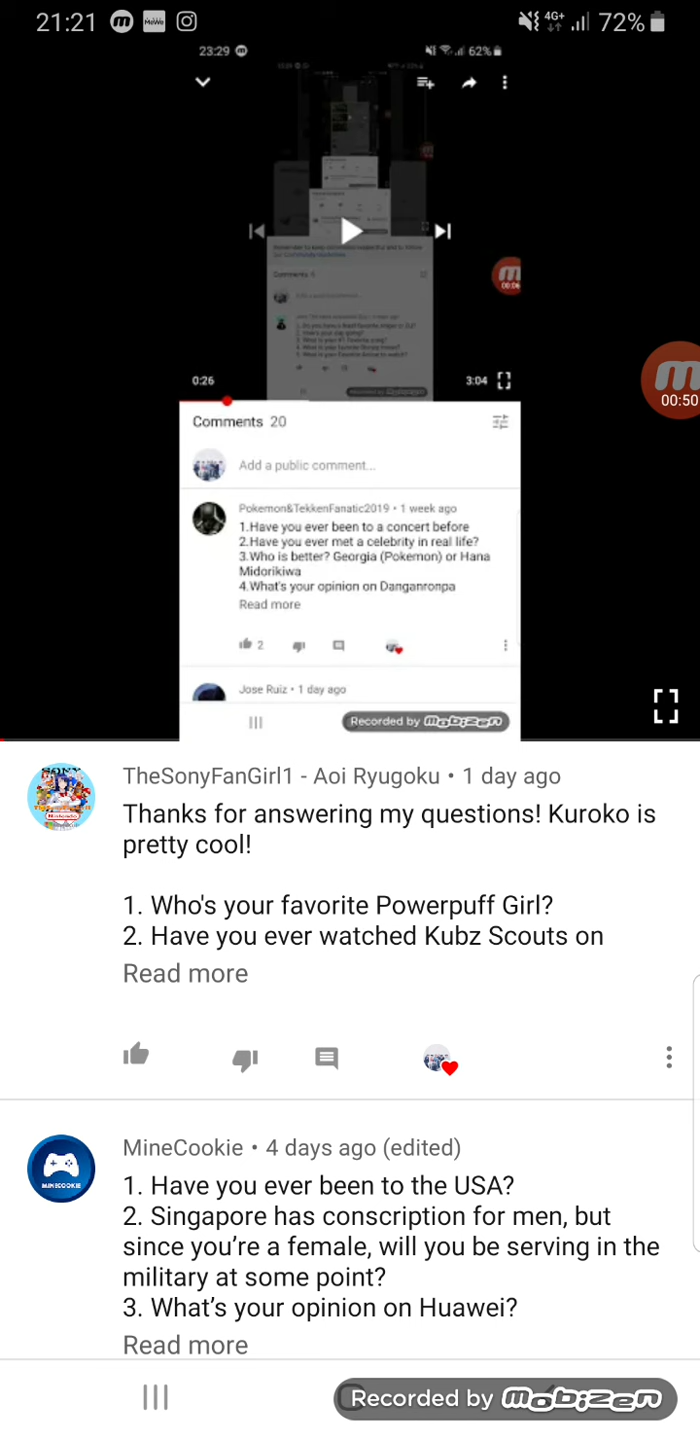 21:21 MeWe 4G+ 72%
23:29 62%
0:26 3:04
00:06
00:50
Comments 20
Add a public comment...
Pokemon&TekkenFanatic2019 • 1 week ago
1.Have you ever been to a concert before
2.Have you ever met a celebrity in real life?
3.Who is better? Georgia (Pokemon) or Hana
Midorikiwa
4.What's your opinion on Danganronpa
Read more
2
Jose Ruiz • 1 day ago
Recorded by mobizen
TheSonyFanGirl1 - Aoi Ryugoku • 1 day ago
Thanks for answering my questions! Kuroko is
pretty cool!
1. Who's your favorite Powerpuff Girl?
2. Have you ever watched Kubz Scouts on
Read more
MineCookie • 4 days ago (edited)
MINECOOKIE
1. Have you ever been to the USA?
2. Singapore has conscription for men, but
since you’re a female, will you be serving in the
military at some point?
3. What’s your opinion on Huawei?
Read more
Recorded by mobizen